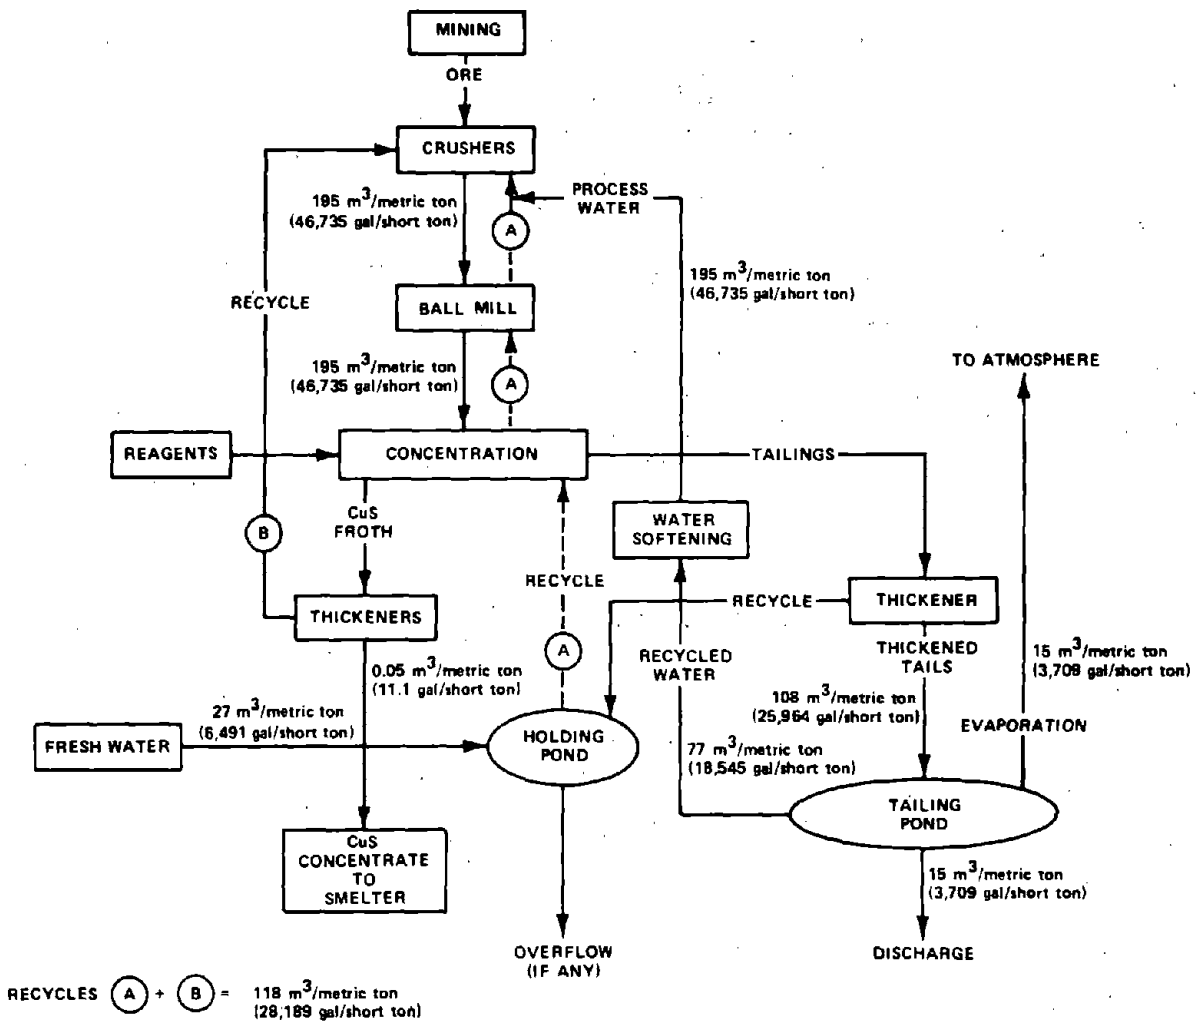 MINING
ORE
CRUSHERS
195 m³/metric ton
(46,735 gal/short ton)
PROCESS
WATER
A
195 m³/metric ton
(46,735 gal/short ton)
RECYCLE
BALL MILL
195 m³/metric ton
(46,735 gal/short ton)
A
TO ATMOSPHERE
REAGENTS
CONCENTRATION
TAILINGS
CuS
FROTH
B
WATER
SOFTENING
RECYCLE
THICKENERS
RECYCLE
THICKENER
A
RECYCLED
WATER
THICKENED
TAILS
15 m³/metric ton
(3,709 gal/short ton)
0.05 m³/metric ton
(11.1 gal/short ton)
108 m³/metric ton
(25,964 gal/short ton)
27 m³/metric ton
(6,491 gal/short ton)
EVAPORATION
FRESH WATER
HOLDING
POND
77 m³/metric ton
(18,545 gal/short ton)
TAILING
POND
CuS
CONCENTRATE
TO
SMELTER
15 m³/metric ton
(3,709 gal/short ton)
OVERFLOW
(IF ANY)
DISCHARGE
RECYCLES A + B = 118 m³/metric ton
(28,189 gal/short ton)